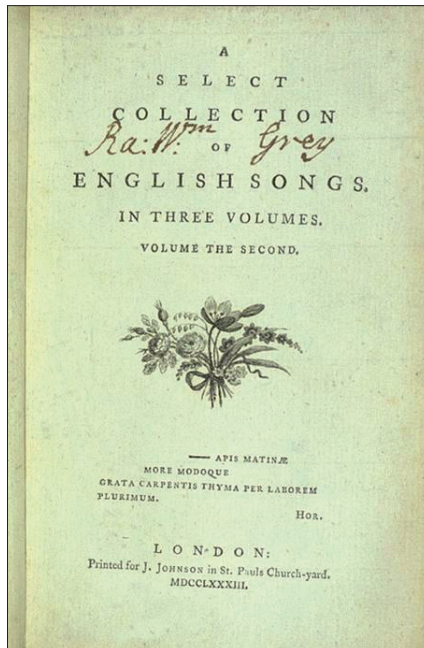 A
SELECT
COLLECTION
Ra: Wm: Grey
OF
ENGLISH SONGS.
IN THREE VOLUMES.
VOLUME THE SECOND.
—— APIS MATINÆ
MORE MODOQUE
GRATA CARPENTIS THYMA PER LABOREM
PLURIMUM.
HOR.
LONDON:
Printed for J. JOHNSON in St. Pauls Church-yard.
MDCCLXXXIII.